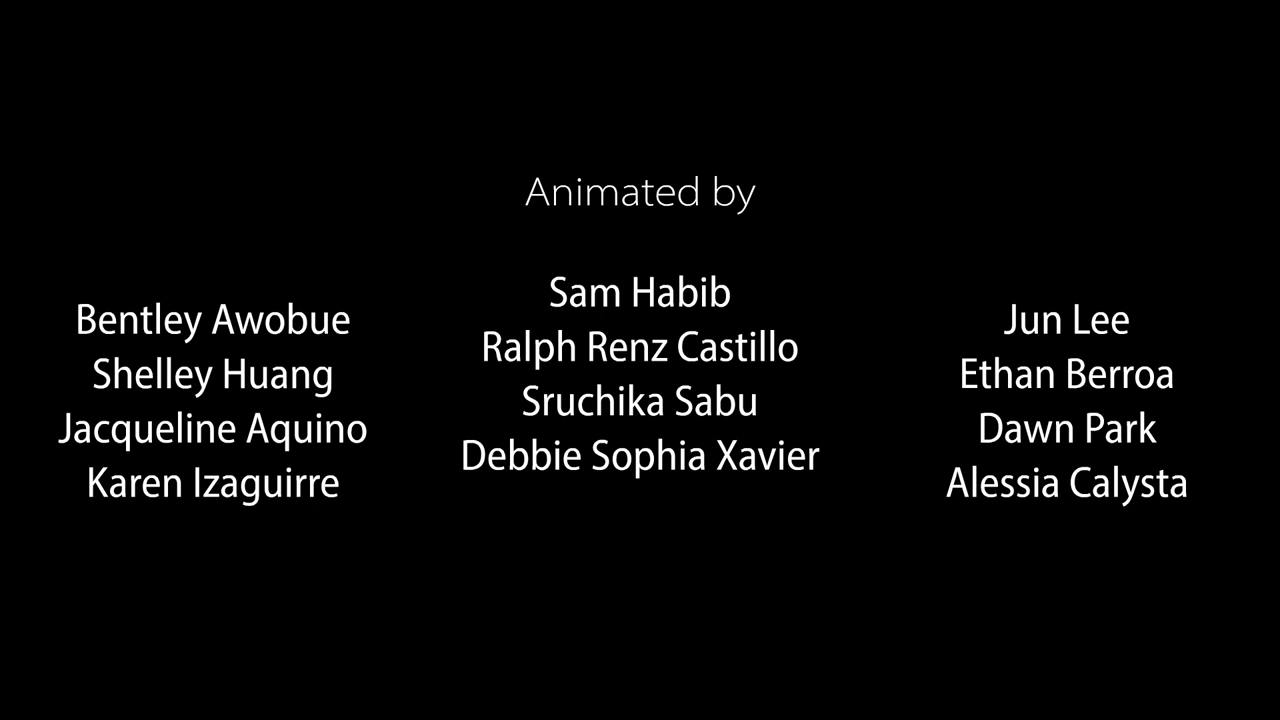 Animated by
Bentley Awobue
Shelley Huang
Jacqueline Aquino
Karen Izaguirre
Sam Habib
Ralph Renz Castillo
Sruchika Sabu
Debbie Sophia Xavier
Jun Lee
Ethan Berroa
Dawn Park
Alessia Calysta